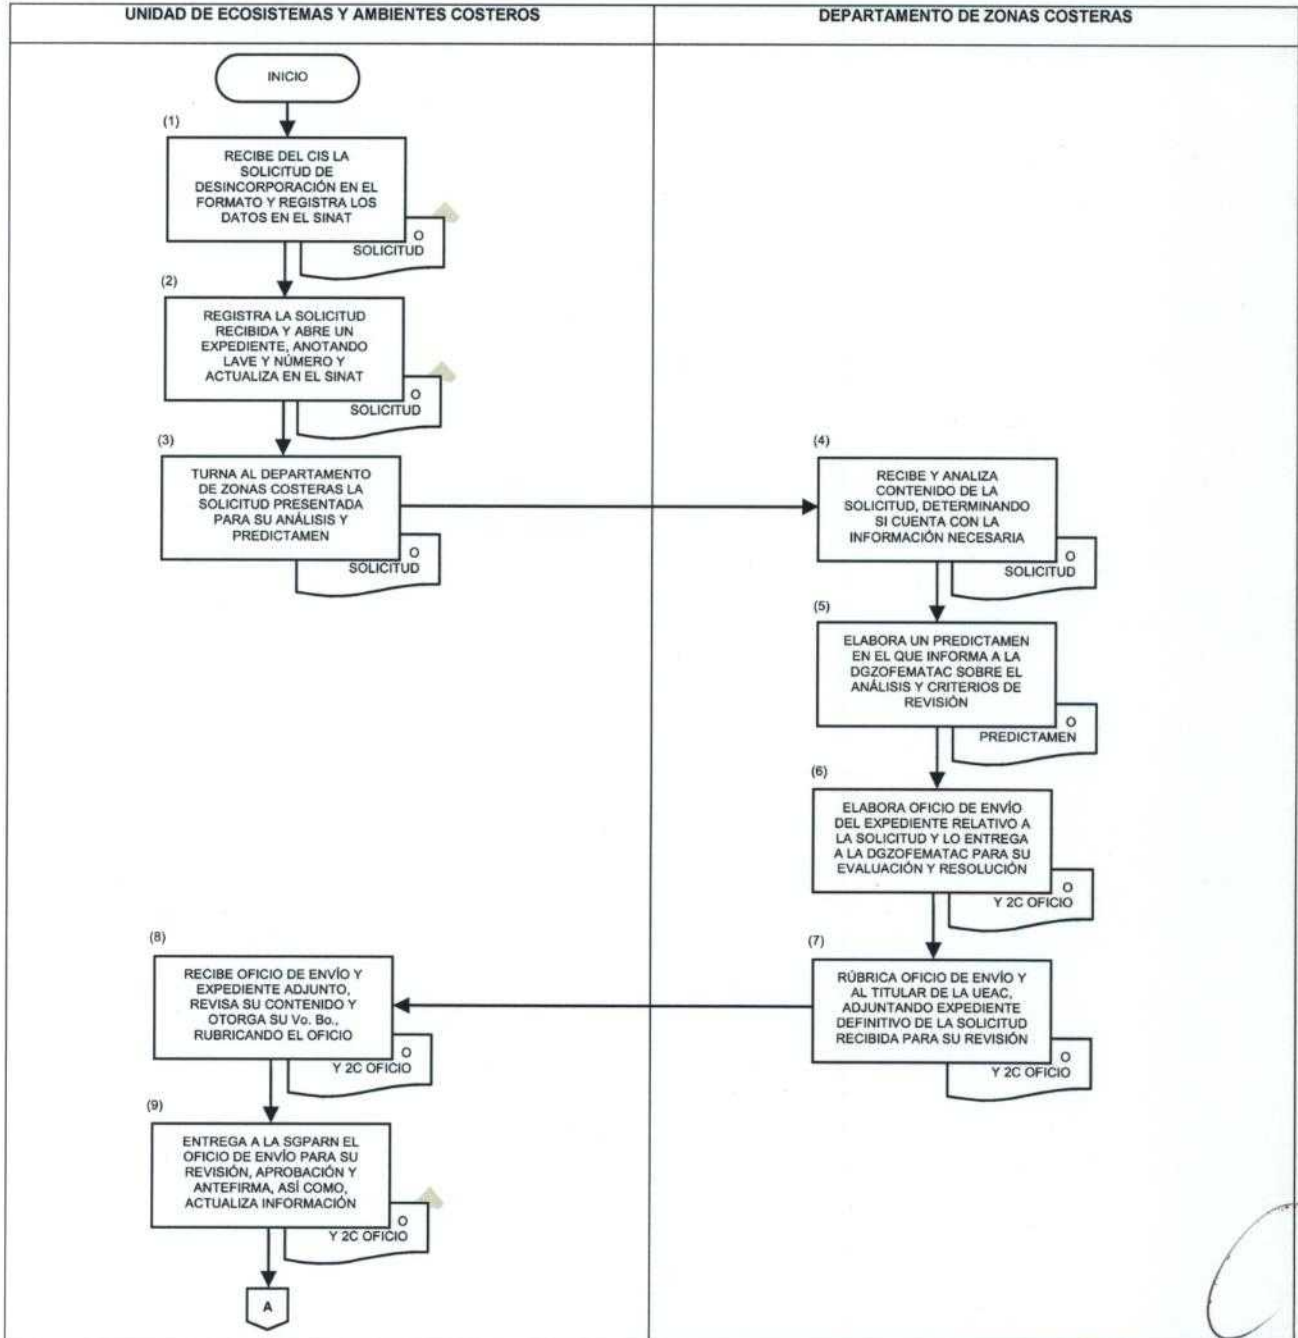 UNIDAD DE ECOSISTEMAS Y AMBIENTES COSTEROS
DEPARTAMENTO DE ZONAS COSTERAS
INICIO
(1)
RECIBE DEL CIS LA
SOLICITUD DE
DESINCORPORACIÓN EN EL
FORMATO Y REGISTRA LOS
DATOS EN EL SINAT
O
SOLICITUD
(2)
REGISTRA LA SOLICITUD
RECIBIDA Y ABRE UN
EXPEDIENTE, ANOTANDO
LAVE Y NÚMERO Y
ACTUALIZA EN EL SINAT
O
SOLICITUD
(3)
TURNA AL DEPARTAMENTO
DE ZONAS COSTERAS LA
SOLICITUD PRESENTADA
PARA SU ANÁLISIS Y
PREDICTAMEN
O
SOLICITUD
(4)
RECIBE Y ANALIZA
CONTENIDO DE LA
SOLICITUD, DETERMINANDO
SI CUENTA CON LA
INFORMACIÓN NECESARIA
O
SOLICITUD
(5)
ELABORA UN PREDICTAMEN
EN EL QUE INFORMA A LA
DGZOFEMATAC SOBRE EL
ANÁLISIS Y CRITERIOS DE
REVISIÓN
O
PREDICTAMEN
(6)
ELABORA OFICIO DE ENVÍO
DEL EXPEDIENTE RELATIVO A
LA SOLICITUD Y LO ENTREGA
A LA DGZOFEMATAC PARA SU
EVALUACIÓN Y RESOLUCIÓN
O
Y 2C OFICIO
(7)
RÚBRICA OFICIO DE ENVÍO Y
AL TITULAR DE LA UEAC,
ADJUNTANDO EXPEDIENTE
DEFINITIVO DE LA SOLICITUD
RECIBIDA PARA SU REVISIÓN
O
Y 2C OFICIO
(8)
RECIBE OFICIO DE ENVÍO Y
EXPEDIENTE ADJUNTO,
REVISA SU CONTENIDO Y
OTORGA SU Vo. Bo.,
RUBRICANDO EL OFICIO
O
Y 2C OFICIO
(9)
ENTREGA A LA SGPARN EL
OFICIO DE ENVÍO PARA SU
REVISIÓN, APROBACIÓN Y
ANTEFIRMA, ASÍ COMO,
ACTUALIZA INFORMACIÓN
O
Y 2C OFICIO
A